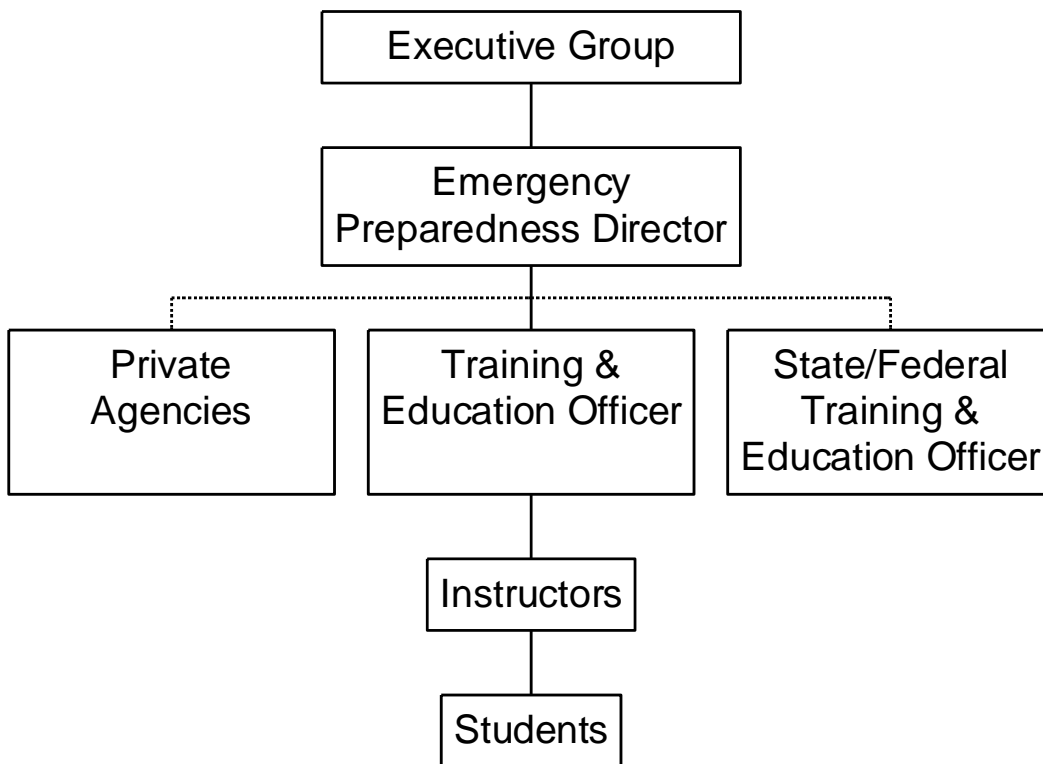 Executive Group
Emergency
Preparedness Director
Private
Agencies
Training &
Education Officer
State/Federal
Training &
Education Officer
Instructors
Students